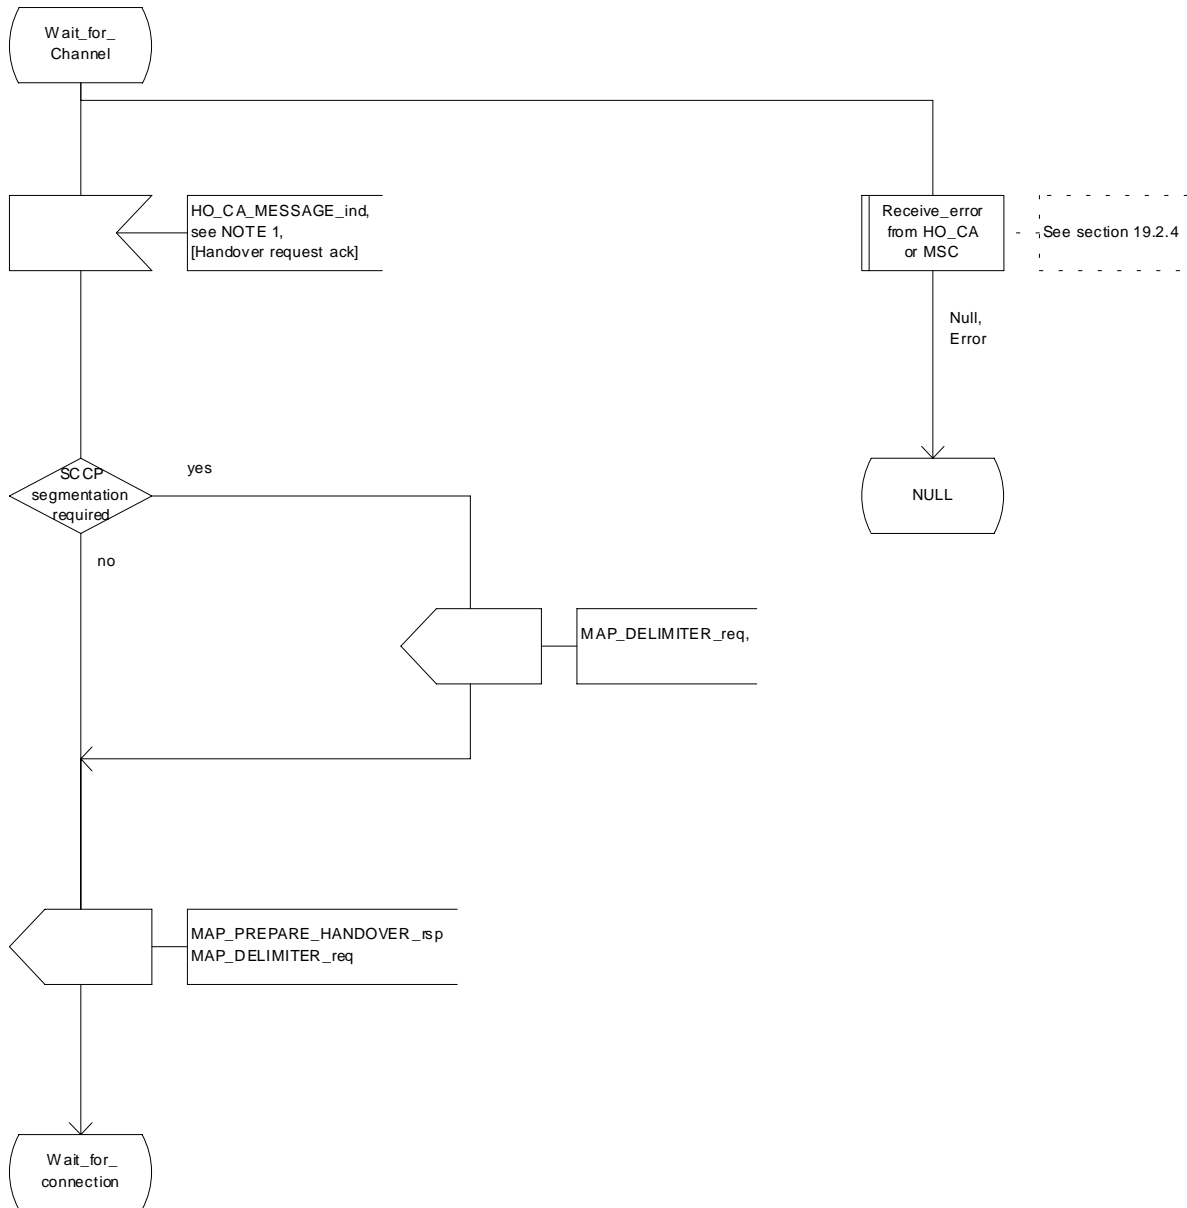 Wait_for_
Channel
HO_CA_MESSAGE_ind,
see NOTE 1,
[Handover request ack]
Receive_error
from HO_CA
or MSC
See section 19.2.4
Null,
Error
SCCP
segmentation
required
yes
NULL
no
MAP_DELIMITER_req,
MAP_PREPARE_HANDOVER_rsp
MAP_DELIMITER_req
Wait_for_
connection